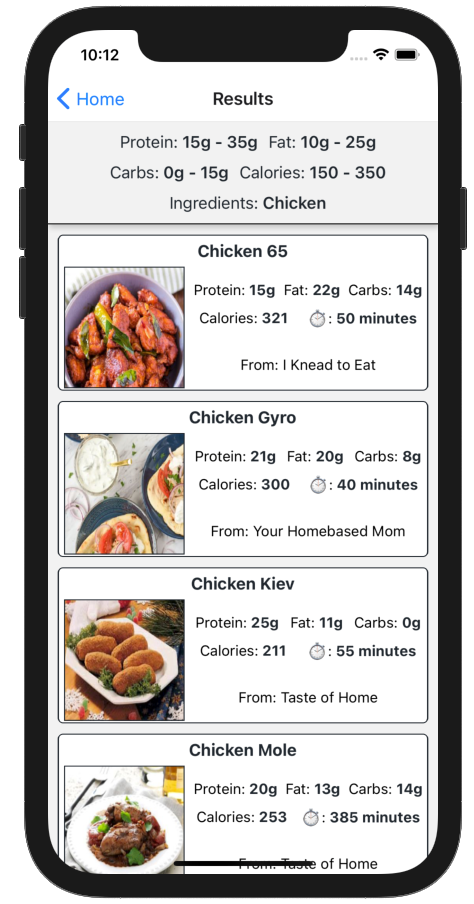 10:12
Home Results
Protein: 15g - 35g Fat: 10g - 25g
Carbs: 0g - 15g Calories: 150 - 350
Ingredients: Chicken
Chicken 65
Protein: 15g Fat: 22g Carbs: 14g
Calories: 321 ⏱: 50 minutes
From: I Knead to Eat
Chicken Gyro
Protein: 21g Fat: 20g Carbs: 8g
Calories: 300 ⏱: 40 minutes
From: Your Homebased Mom
Chicken Kiev
Protein: 25g Fat: 11g Carbs: 0g
Calories: 211 ⏱: 55 minutes
From: Taste of Home
Chicken Mole
Protein: 20g Fat: 13g Carbs: 14g
Calories: 253 ⏱: 385 minutes
From: Taste of Home